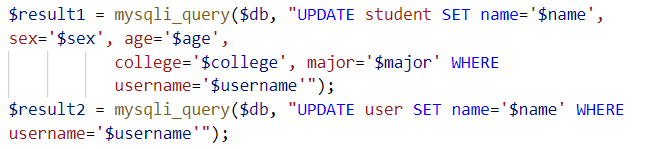 $result1 = mysqli_query($db, "UPDATE student SET name='$name',
sex='$sex', age='$age',
college='$college', major='$major' WHERE
username='$username'");
$result2 = mysqli_query($db, "UPDATE user SET name='$name' WHERE
username='$username'");